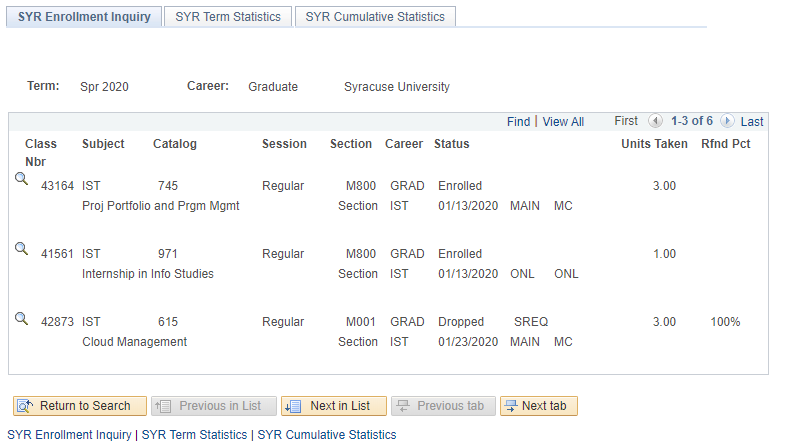 SYR Enrollment Inquiry SYR Term Statistics SYR Cumulative Statistics
Term: Spr 2020 Career: Graduate Syracuse University
Find | View All First 1-3 of 6 Last
Class Nbr Subject Catalog Session Section Career Status Units Taken Rfnd Pct
43164 IST 745 Regular M800 GRAD Enrolled 3.00
Proj Portfolio and Prgm Mgmt Section IST 01/13/2020 MAIN MC
41561 IST 971 Regular M800 GRAD Enrolled 1.00
Internship in Info Studies Section IST 01/13/2020 ONL ONL
42873 IST 615 Regular M001 GRAD Dropped SREQ 3.00 100%
Cloud Management Section IST 01/23/2020 MAIN MC
Return to Search Previous in List Next in List Previous tab Next tab
SYR Enrollment Inquiry | SYR Term Statistics | SYR Cumulative Statistics